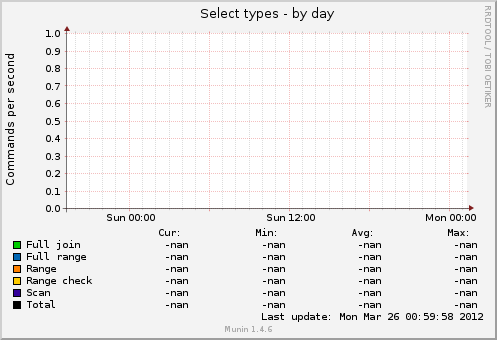 Select types - by day
RRDTOOL / TOBI OETIKER
Commands per second
1.0
0.9
0.8
0.7
0.6
0.5
0.4
0.3
0.2
0.1
0.0
Sun 00:00 Sun 12:00 Mon 00:00
Cur: Min: Avg: Max:
Full join -nan -nan -nan -nan
Full range -nan -nan -nan -nan
Range -nan -nan -nan -nan
Range check -nan -nan -nan -nan
Scan -nan -nan -nan -nan
Total -nan -nan -nan -nan
Last update: Mon Mar 26 00:59:58 2012
Munin 1.4.6